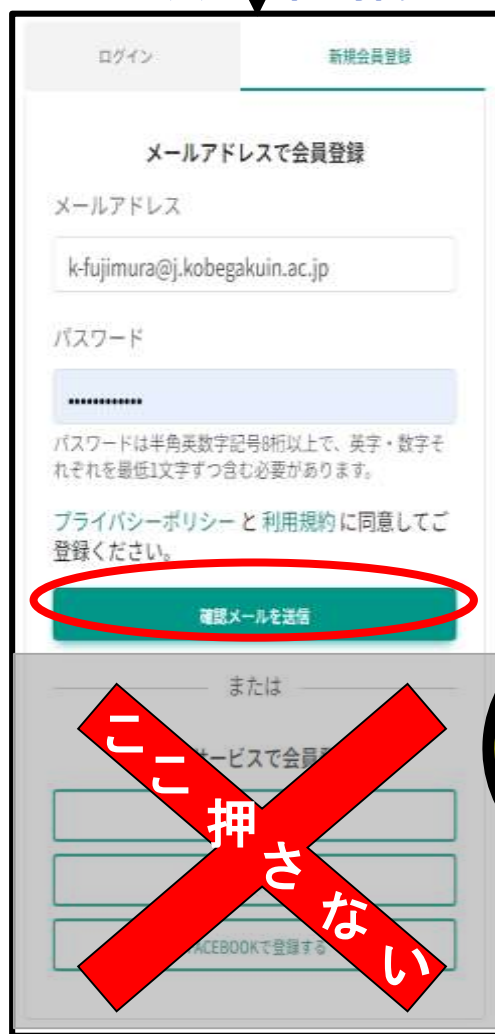 ログイン
新規会員登録
メールアドレスで会員登録
メールアドレス
k-fujimura@j.kobegakuin.ac.jp
パスワード
••••••••••••
パスワードは半角英数字記号8桁以上で、英字・数字そ
れぞれを最低1文字ずつ含む必要があります。
プライバシーポリシー と 利用規約 に同意してご
登録ください。
確認メールを送信
または
サービスで会員
ここ押さない
FACEBOOKで登録する